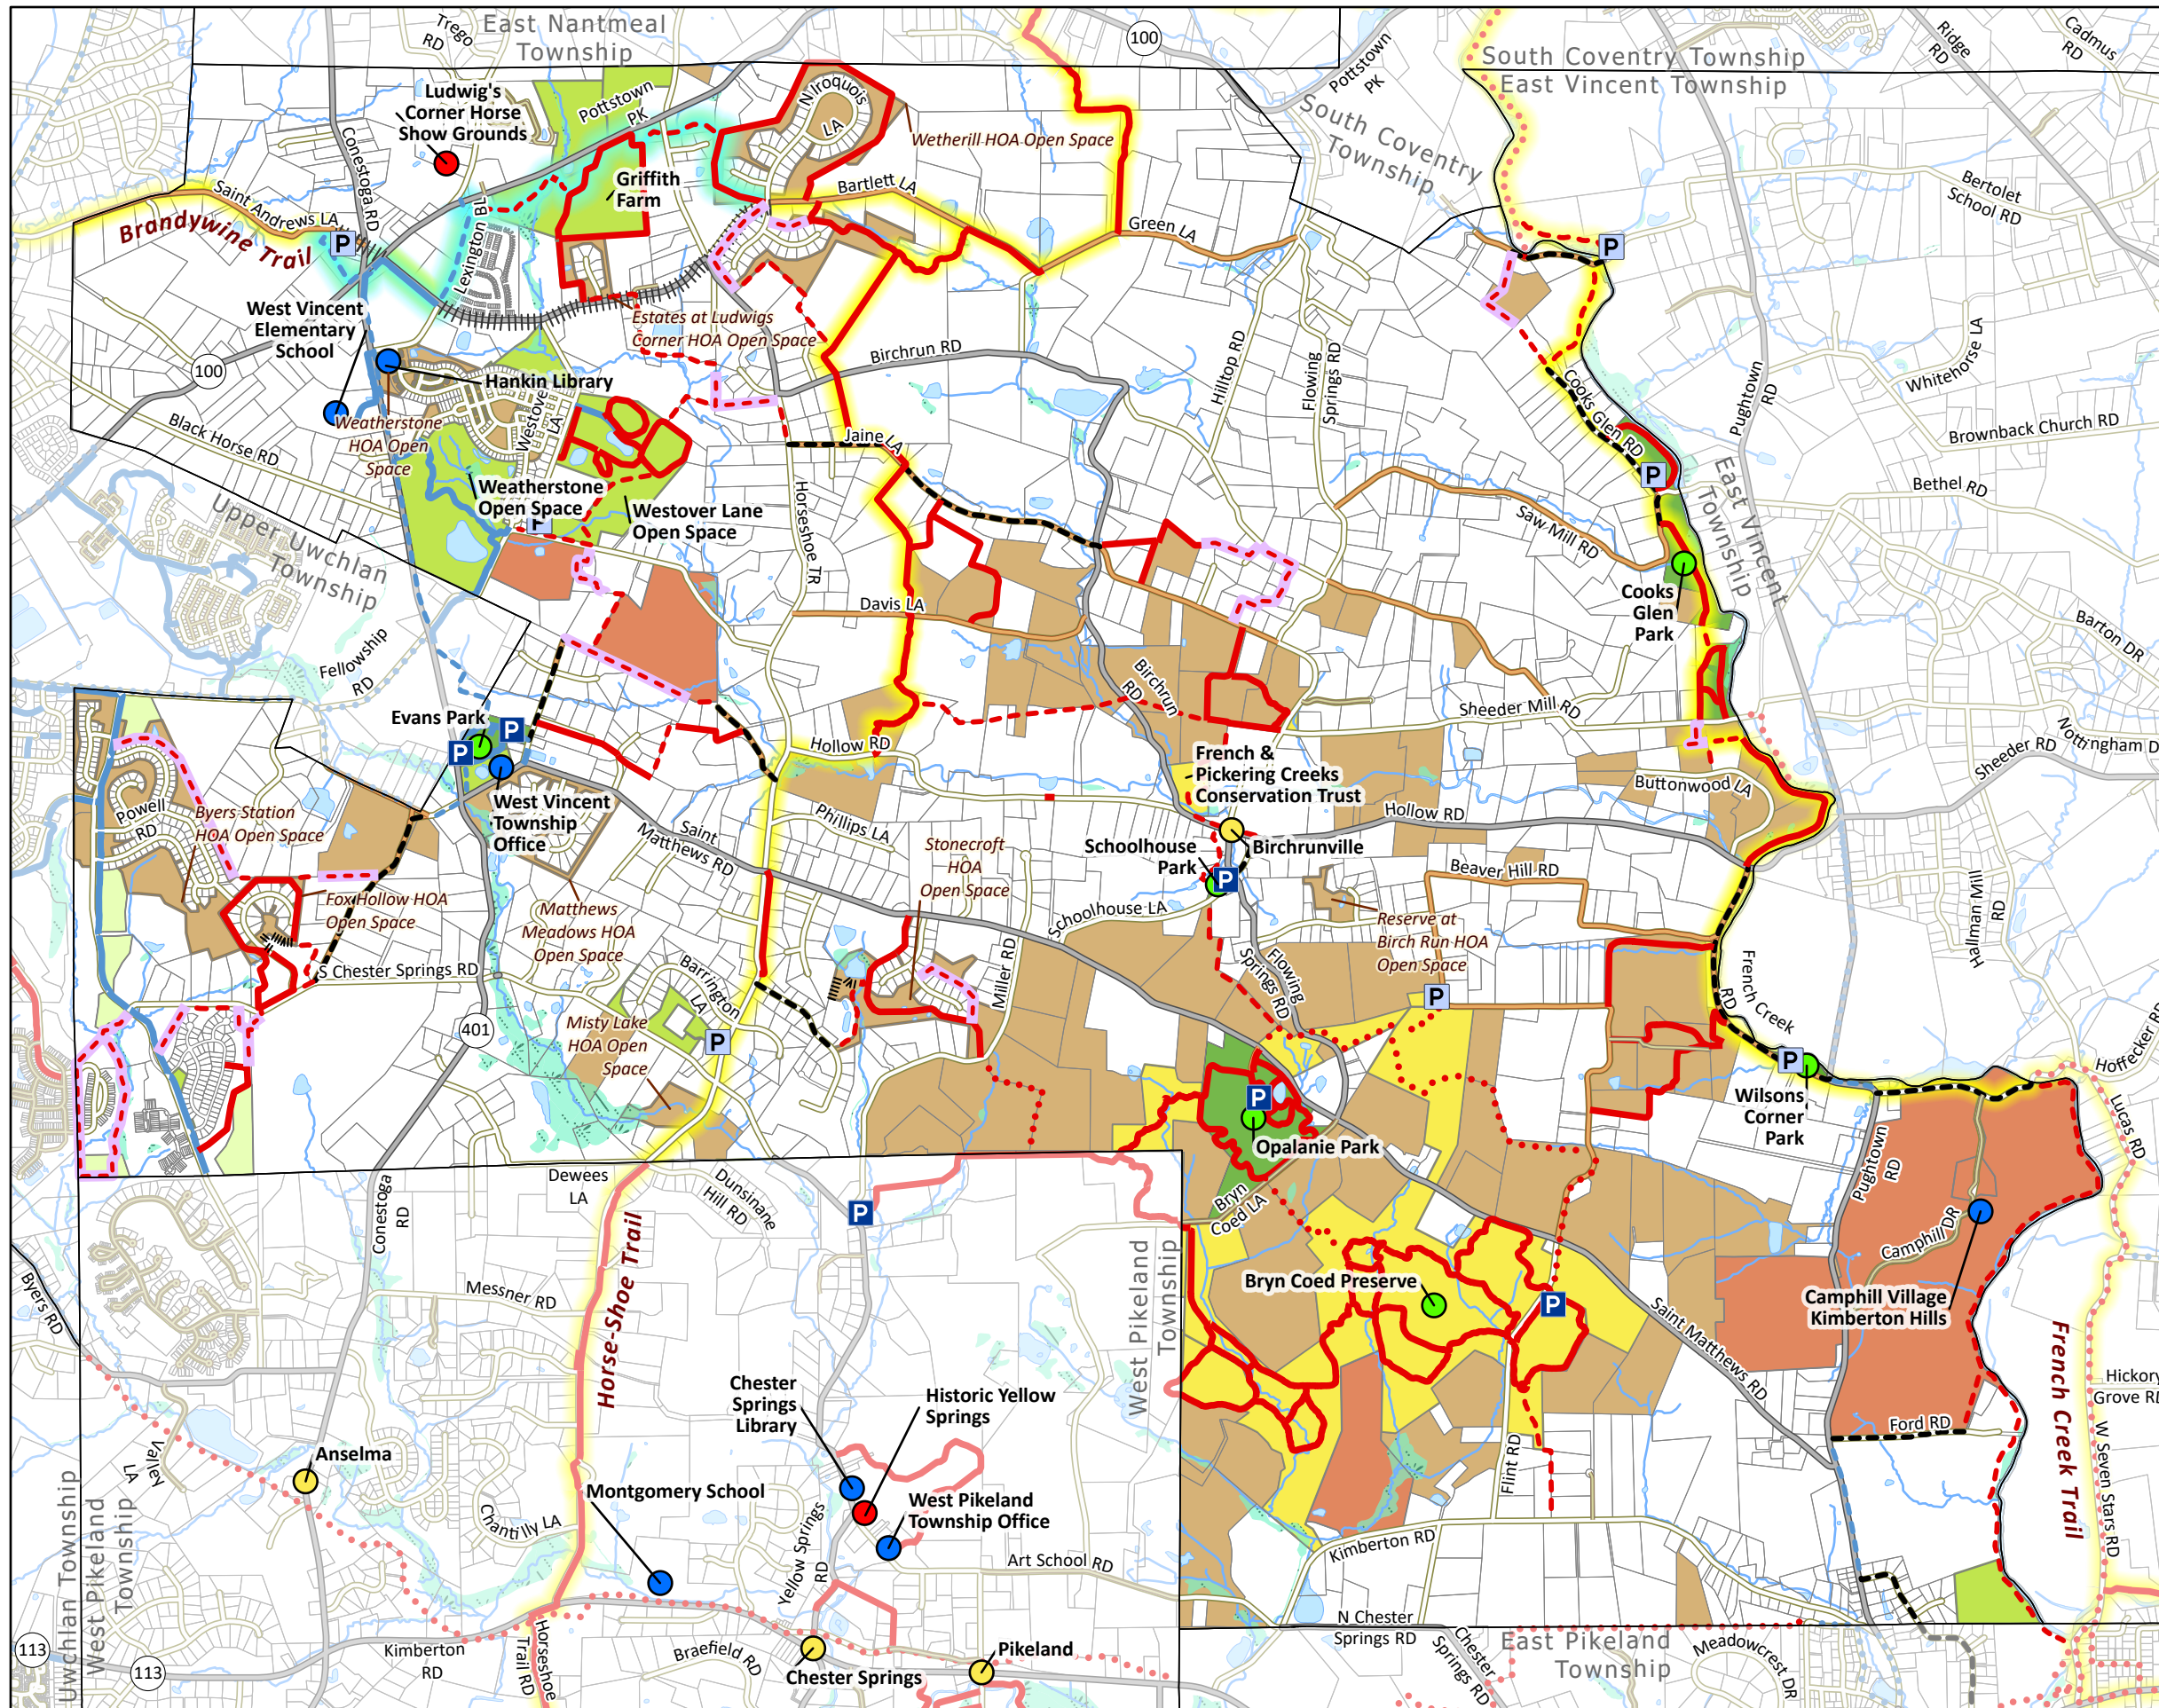 East Nantmeal
Township
Trego
RD
100
Pottstown
PK
South Coventry Township
East Vincent Township
Ridge
RD
Cadmus
RD
Ludwig's
Corner Horse
Show Grounds
Pottstown
PK
N Iroquois
LA
Wetherill HOA Open Space
South Coventry
Township
Conestoga RD
Griffith
Farm
Bartlett LA
Green LA
Bertolet
School RD
Saint Andrews LA
Brandywine Trail
P
Lexington BL
P
West Vincent
Elementary
School
Estates at Ludwigs
Corner HOA Open Space
Birchrun RD
Hilltop RD
Flowing
Springs RD
Cooks Glen RD
Pughtown
RD
Whitehorse LA
100
Hankin Library
Weatherstone
HOA Open
Space
Westover
LA
Black Horse RD
Jaine LA
Brownback Church RD
P
Bethel RD
Weatherstone
Open Space
P
Westover Lane
Open Space
Horseshoe TR
Saw Mill RD
East Vincent
Township
Upper Uwchlan
Township
Davis LA
Cooks
Glen
Park
Barton DR
Fellowship
RD
Birchrun
RD
Sheeder Mill RD
Evans Park
P
P
Hollow RD
French &
Pickering Creeks
Conservation Trust
Buttonwood LA
Sheeder RD
Nottingham D
Powell
RD
Byers Station
HOA Open Space
West Vincent
Township
Office
Saint
Matthews RD
Phillips LA
Stonecroft
HOA
Open Space
Schoolhouse
Park
P
Birchrunville
Hollow RD
Beaver Hill RD
Fox Hollow HOA
Open Space
Matthews
Meadows HOA
Open Space
Schoolhouse LA
Reserve at
Birch Run HOA
Open Space
Hallman Mill
RD
S Chester Springs RD
Barrington
LA
Miller RD
Flowing
Springs RD
P
French Creek
RD
401
Misty Lake
HOA Open
Space
P
P
Hoffecker RD
P
Opalanie Park
Wilsons
Corner
Park
Lucas RD
Dewees
LA
Dunsinane
Hill RD
P
Bryn
Coed LA
Pughtown
RD
Conestoga
RD
Horse-Shoe Trail
West Pikeland
Township
Camphill DR
Byers RD
Messner RD
Bryn Coed Preserve
P
Camphill Village
Kimberton Hills
Saint Matthews RD
French Creek Trail
Chester
Springs
Library
Historic Yellow
Springs
Hickory
Grove RD
Valley
LA
Anselma
Ford RD
W Seven Stars RD
Montgomery School
West Pikeland
Township Office
Flint RD
Chantilly LA
Yellow Springs
RD
Art School RD
Kimberton RD
Uwchlan Township
West Pikeland
Township
113
113
Kimberton
RD
Horseshoe
Trail RD
Braefield RD
Chester Springs
Pikeland
N Chester
Springs RD
Chester
Springs RD
East Pikeland
Township
Meadowcrest DR